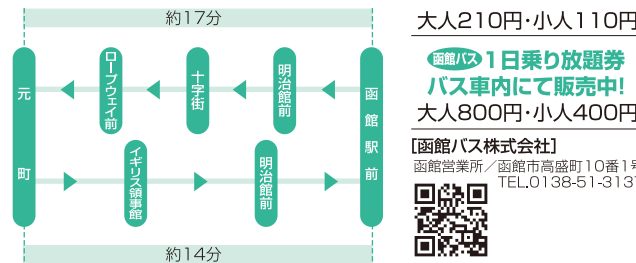 約17分
元町
ロープウェイ前
十字街
明治館前
函館駅前
イギリス領事館
明治館前
約14分
大人210円・小人110円
函館バス 1日乗り放題券
バス車内にて販売中!
大人800円・小人400円
[函館バス株式会社]
函館営業所/函館市高盛町10番1号
TEL.0138-51-3137